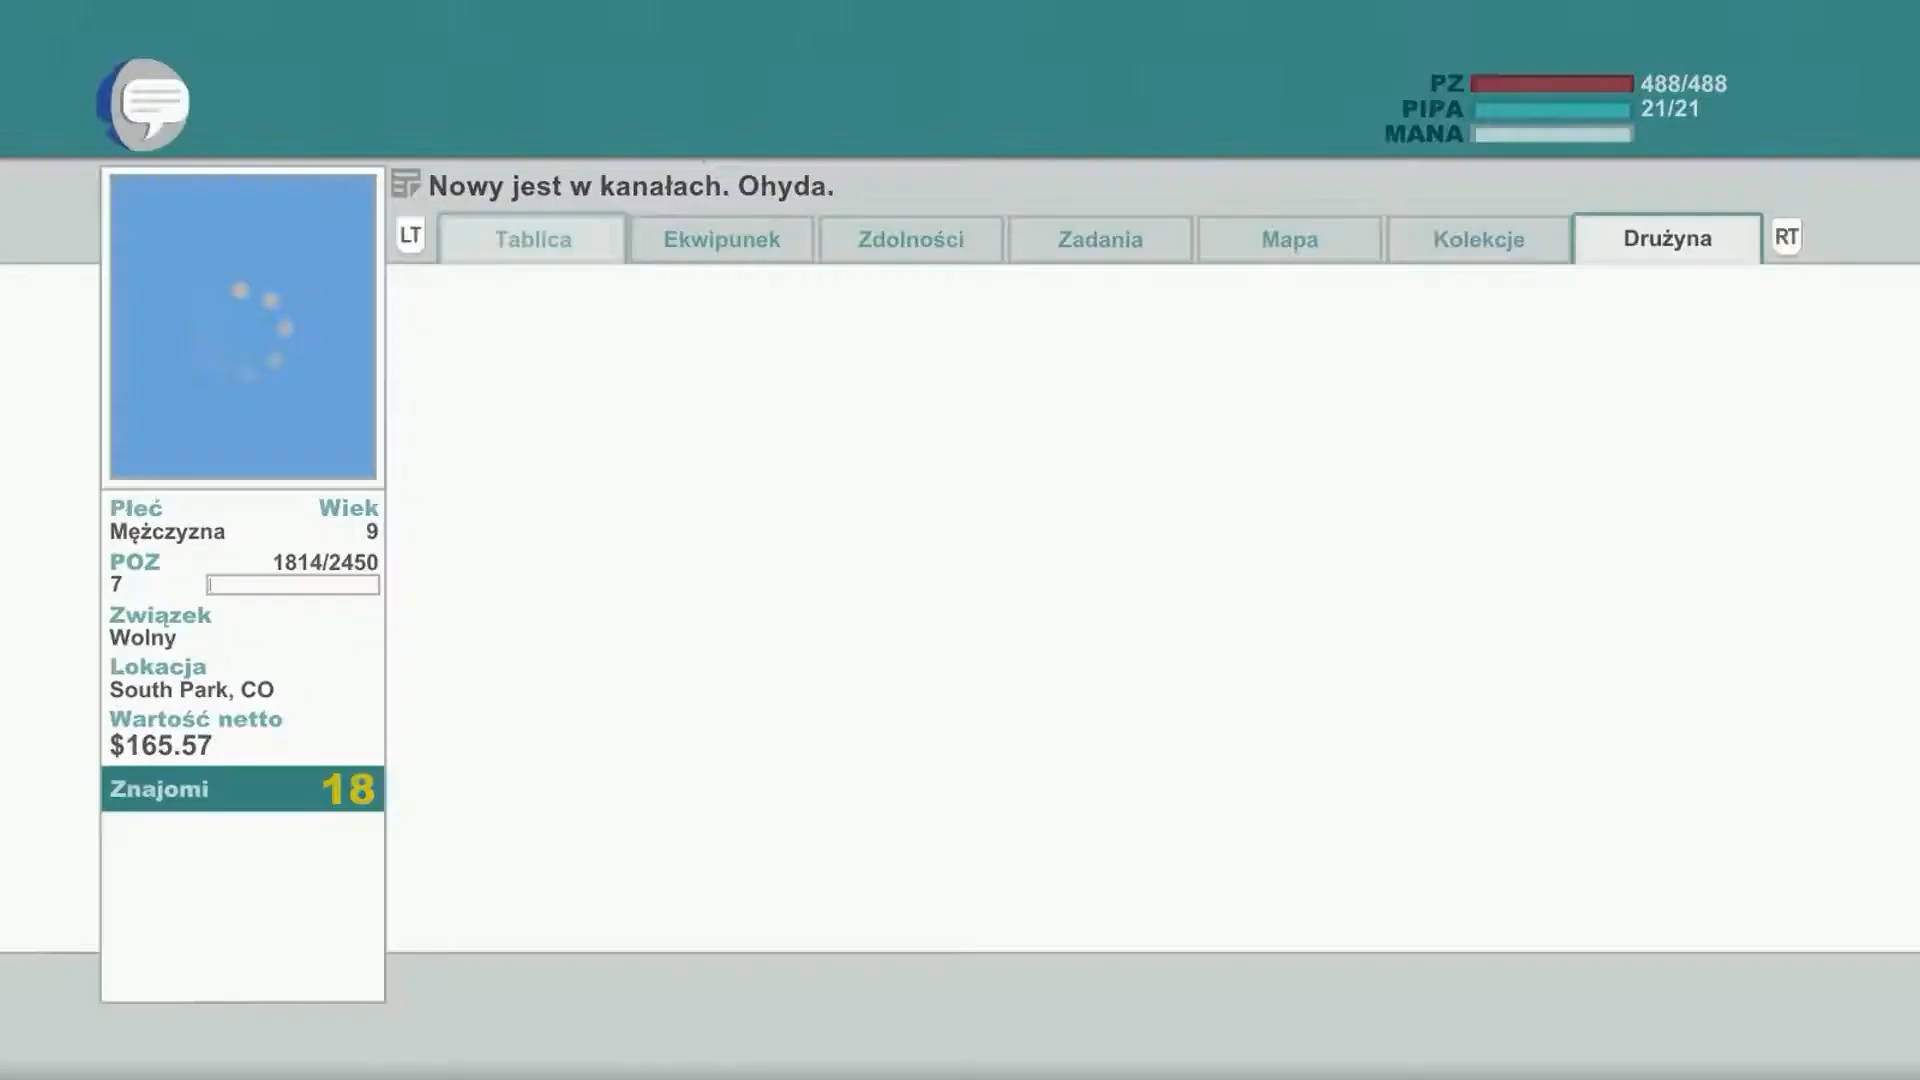 PZ 488/488
PIPA 21/21
MANA
Nowy jest w kanałach. Ohyda.
LT Tablica Ekwipunek Zdolności Zadania Mapa Kolekcje Drużyna RT
Płeć Wiek
Mężczyzna 9
POZ 1814/2450
7
Związek
Wolny
Lokacja
South Park, CO
Wartość netto
$165.57
Znajomi 18